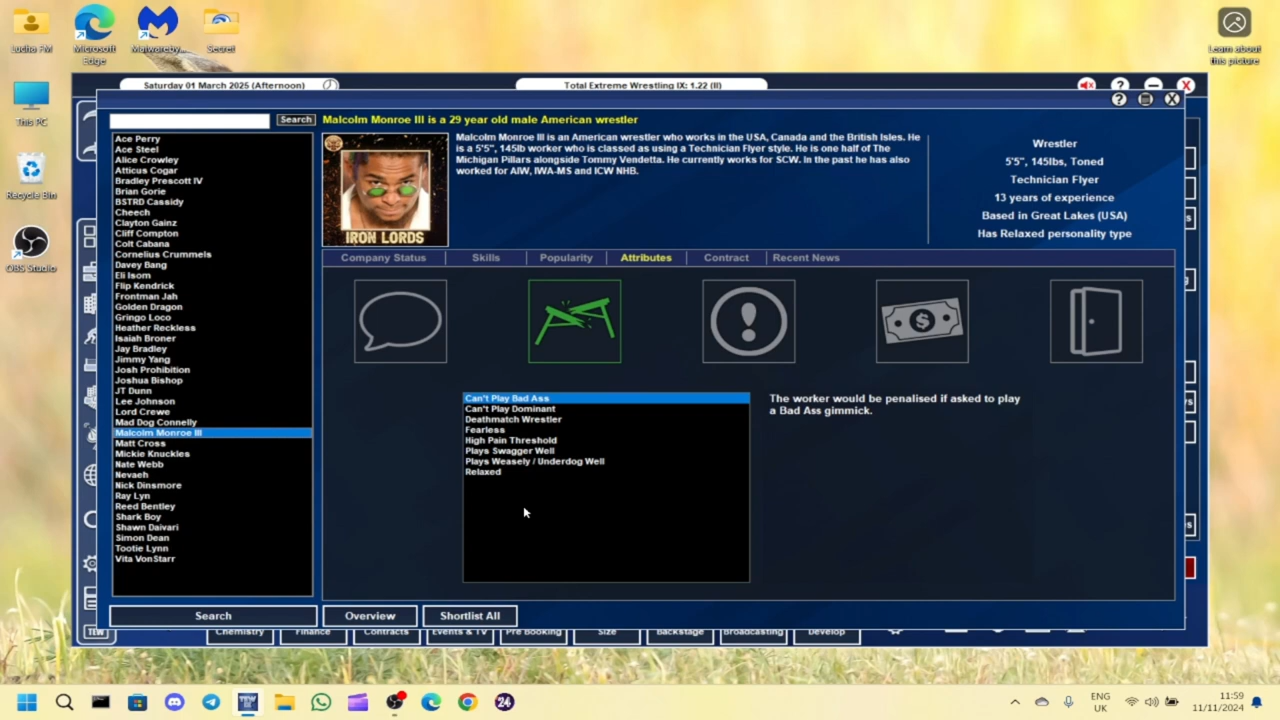 Lucha FM
Microsoft Edge
Malwareby...
Secret
Learn about this picture
This PC
Recycle Bin
OBS Studio
Saturday 01 March 2025 (Afternoon)
Total Extreme Wrestling IX: 1.22 (II)
Search
Malcolm Monroe III is a 29 year old male American wrestler
Ace Perry
Ace Steel
Alice Crowley
Atticus Cogar
Bradley Prescott IV
Brian Gorie
BSTRD Cassidy
Cheech
Clayton Gainz
Cliff Compton
Colt Cabana
Cornelius Crummels
Davey Bang
Eli Isom
Flip Kendrick
Frontman Jah
Golden Dragon
Gringo Loco
Heather Reckless
Isaiah Broner
Jay Bradley
Jimmy Yang
Josh Prohibition
Joshua Bishop
JT Dunn
Lee Johnson
Lord Crewe
Mad Dog Connelly
Malcolm Monroe III
Matt Cross
Mickie Knuckles
Nate Webb
Nevaeh
Nick Dinsmore
Ray Lyn
Reed Bentley
Shark Boy
Shawn Daivari
Simon Dean
Tootie Lynn
Vita VonStarr
IRON LORDS
Malcolm Monroe III is an American wrestler who works in the USA, Canada and the British Isles. He
is a 5'5", 145lb worker who is classed as using a Technician Flyer style. He is one half of The
Michigan Pillars alongside Tommy Vendetta. He currently works for SCW. In the past he has also
worked for AIW, IWA-MS and ICW NHB.
Wrestler
5'5", 145lbs, Toned
Technician Flyer
13 years of experience
Based in Great Lakes (USA)
Has Relaxed personality type
Company Status
Skills
Popularity
Attributes
Contract
Recent News
Can't Play Bad Ass
Can't Play Dominant
Deathmatch Wrestler
Fearless
High Pain Threshold
Plays Swagger Well
Plays Weasely / Underdog Well
Relaxed
The worker would be penalised if asked to play
a Bad Ass gimmick.
Search
Overview
Shortlist All
TEW
Chemistry
Finance
Contracts
Events & TV
Pre Booking
Size
Backstage
Broadcasting
Develop
24
ENG
UK
11:59
11/11/2024